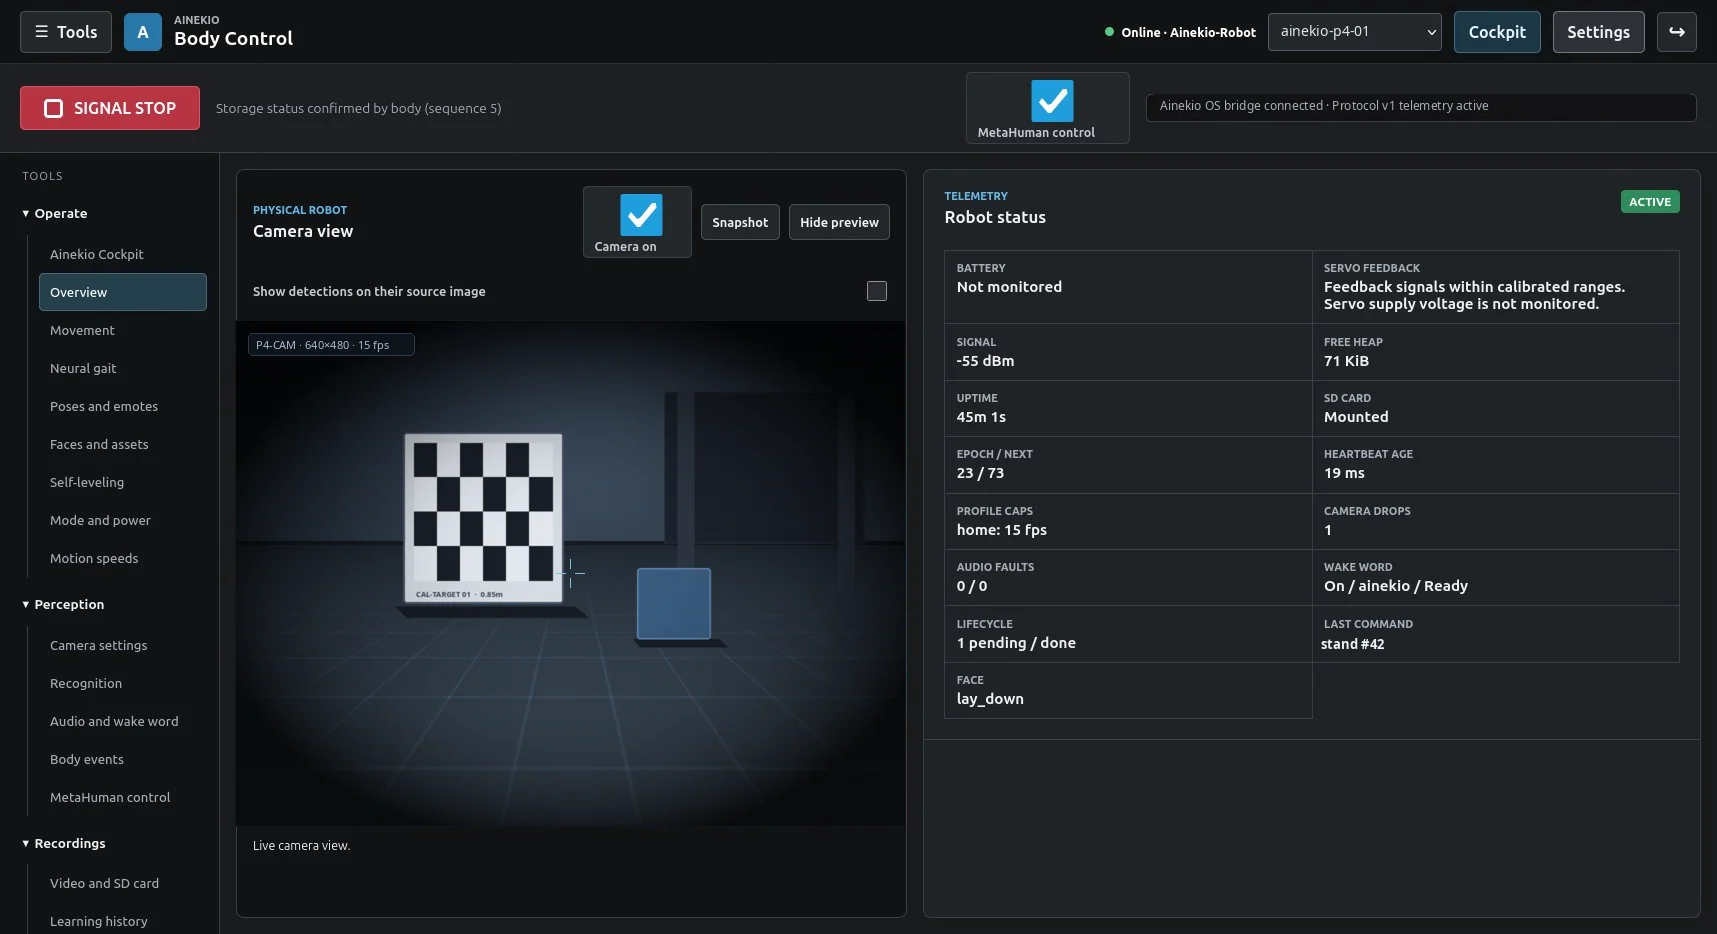 ☰ Tools
A
AINEKIO
Body Control
Online · Ainekio-Robot
ainekio-p4-01
Cockpit
Settings
↪
SIGNAL STOP
Storage status confirmed by body (sequence 5)
MetaHuman control
Ainekio OS bridge connected · Protocol v1 telemetry active
TOOLS
▾ Operate
Ainekio Cockpit
Overview
Movement
Neural gait
Poses and emotes
Faces and assets
Self-leveling
Mode and power
Motion speeds
▾ Perception
Camera settings
Recognition
Audio and wake word
Body events
MetaHuman control
▾ Recordings
Video and SD card
Learning history
PHYSICAL ROBOT
Camera view
Camera on
Snapshot
Hide preview
Show detections on their source image
P4-CAM · 640×480 · 15 fps
CAL-TARGET 01 · 0.85m
Live camera view.
TELEMETRY
Robot status
ACTIVE
BATTERY
Not monitored
SERVO FEEDBACK
Feedback signals within calibrated ranges.
Servo supply voltage is not monitored.
SIGNAL
-55 dBm
FREE HEAP
71 KiB
UPTIME
45m 1s
SD CARD
Mounted
EPOCH / NEXT
23 / 73
HEARTBEAT AGE
19 ms
PROFILE CAPS
home: 15 fps
CAMERA DROPS
1
AUDIO FAULTS
0 / 0
WAKE WORD
On / ainekio / Ready
LIFECYCLE
1 pending / done
LAST COMMAND
stand #42
FACE
lay_down